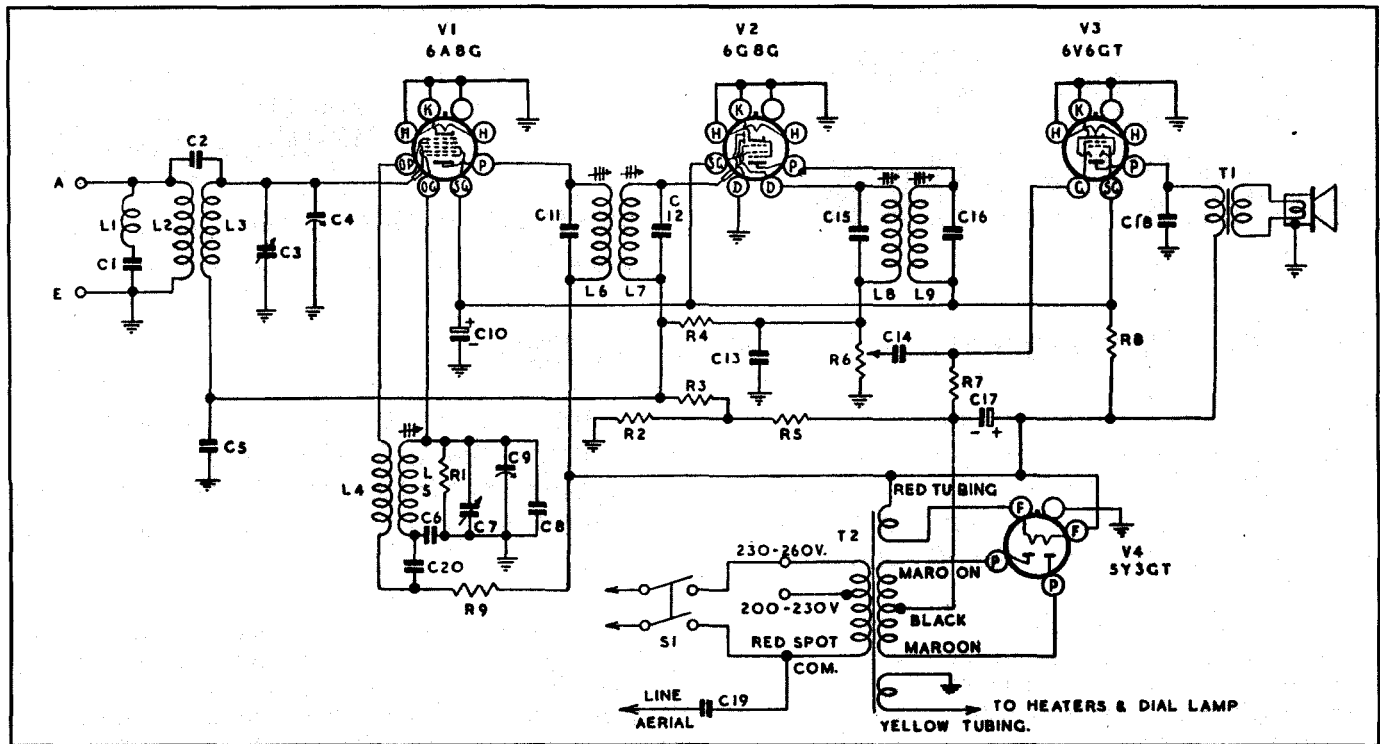 V1
6A8G
V2
6G8G
V3
6V6GT
K
K
K
M
H
H
H
H
H
OP
P
SG
P
P
OG
SG
D
D
G
SG
C2
T1
A
L1
L2
L3
C4
C11
C12
C15
C16
C18
C1
C3
E
L6
L7
L8
L9
C10
R4
C13
R6
C14
R8
R3
R7
C17
- +
R2
R5
C5
L4
L5
R1
C9
C6
C7
C8
RED TUBING
F
F
C20
T2
230-260V.
P
V4
5Y3GT
MAROON
P
R9
200-230V
BLACK
S1
RED SPOT
MAROON
COM.
LINE
C19
AERIAL
TO HEATERS & DIAL LAMP
YELLOW TUBING.